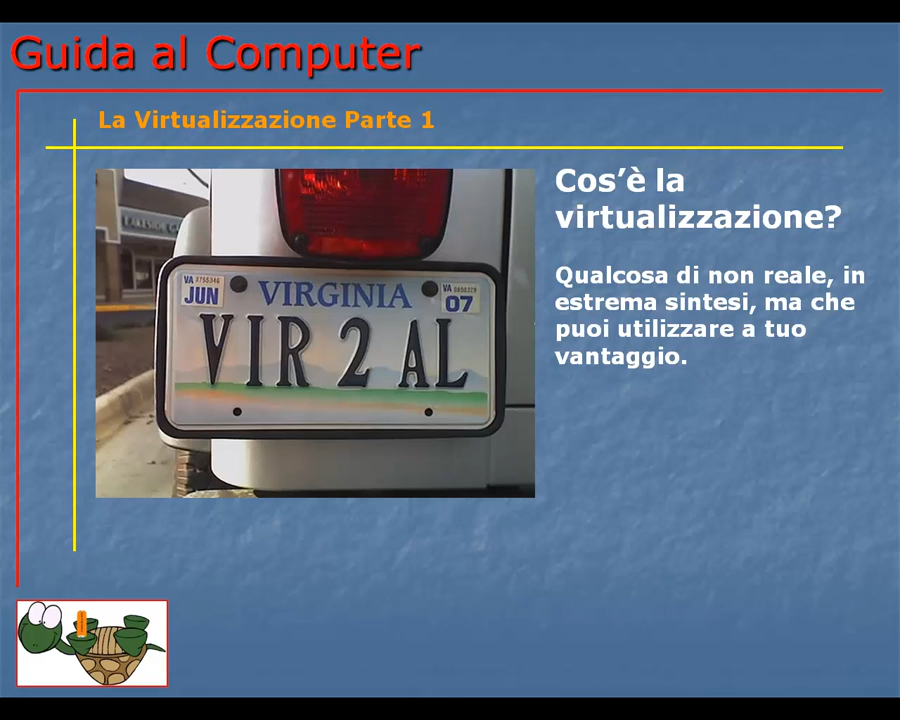 Guida al Computer
La Virtualizzazione Parte 1
Cos’è la
virtualizzazione?
Qualcosa di non reale, in
estrema sintesi, ma che
puoi utilizzare a tuo
vantaggio.
VA
JUN
VIRGINIA
VA
07
VIR 2 AL